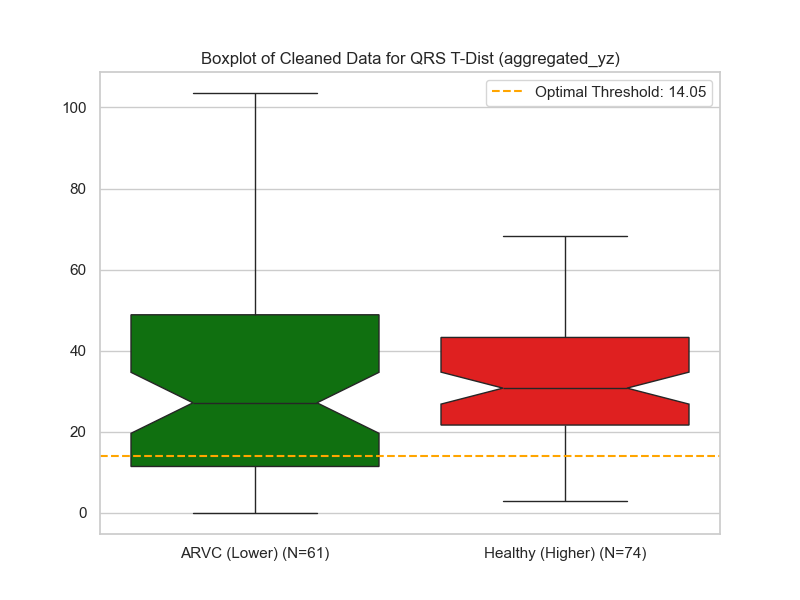 Boxplot of Cleaned Data for QRS T-Dist (aggregated_yz)
Optimal Threshold: 14.05
100
80
60
40
20
0
ARVC (Lower) (N=61)
Healthy (Higher) (N=74)